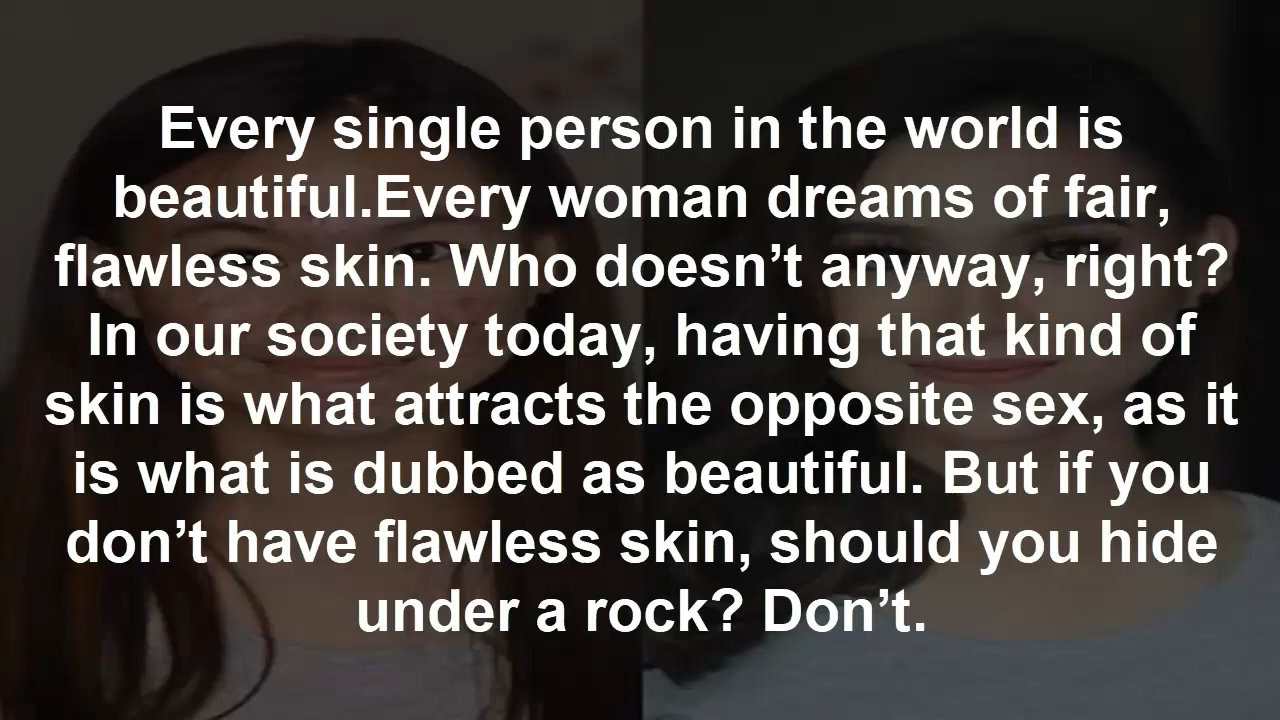 Every single person in the world is
beautiful.Every woman dreams of fair,
flawless skin. Who doesn’t anyway, right?
In our society today, having that kind of
skin is what attracts the opposite sex, as it
is what is dubbed as beautiful. But if you
don’t have flawless skin, should you hide
under a rock? Don’t.